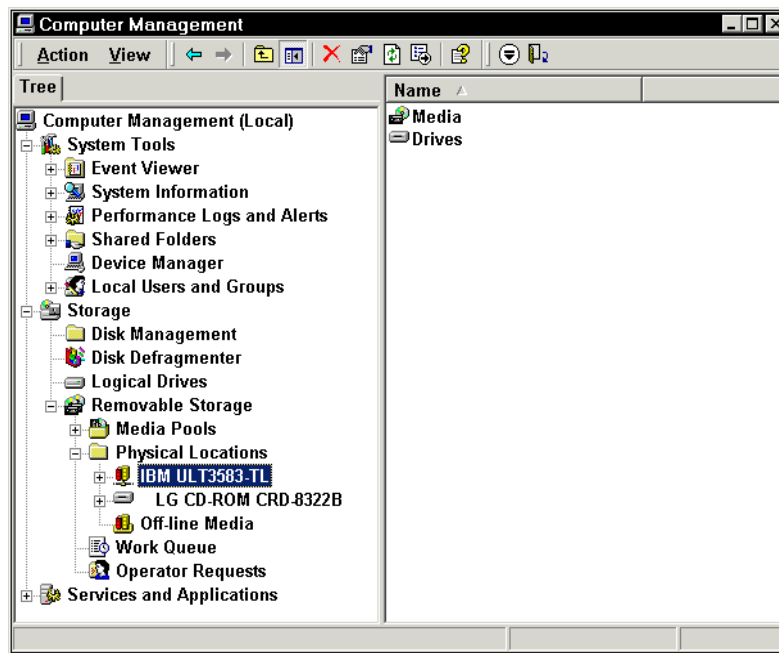 Computer Management
Action View
Tree
Name
Computer Management (Local)
Media
System Tools
Drives
Event Viewer
System Information
Performance Logs and Alerts
Shared Folders
Device Manager
Local Users and Groups
Storage
Disk Management
Disk Defragmenter
Logical Drives
Removable Storage
Media Pools
Physical Locations
IBM ULT3583-TL
LG CD-ROM CRD-8322B
Off-line Media
Work Queue
Operator Requests
Services and Applications